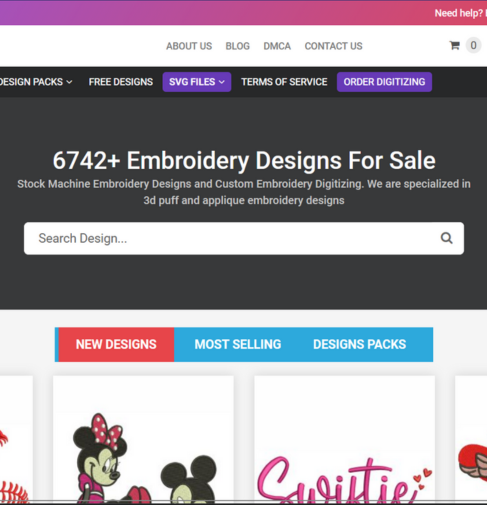 Need help?
ABOUT US BLOG DMCA CONTACT US 0
DESIGN PACKS FREE DESIGNS SVG FILES TERMS OF SERVICE ORDER DIGITIZING
6742+ Embroidery Designs For Sale
Stock Machine Embroidery Designs and Custom Embroidery Digitizing. We are specialized in
3d puff and applique embroidery designs
Search Design...
NEW DESIGNS MOST SELLING DESIGNS PACKS
Swiftie